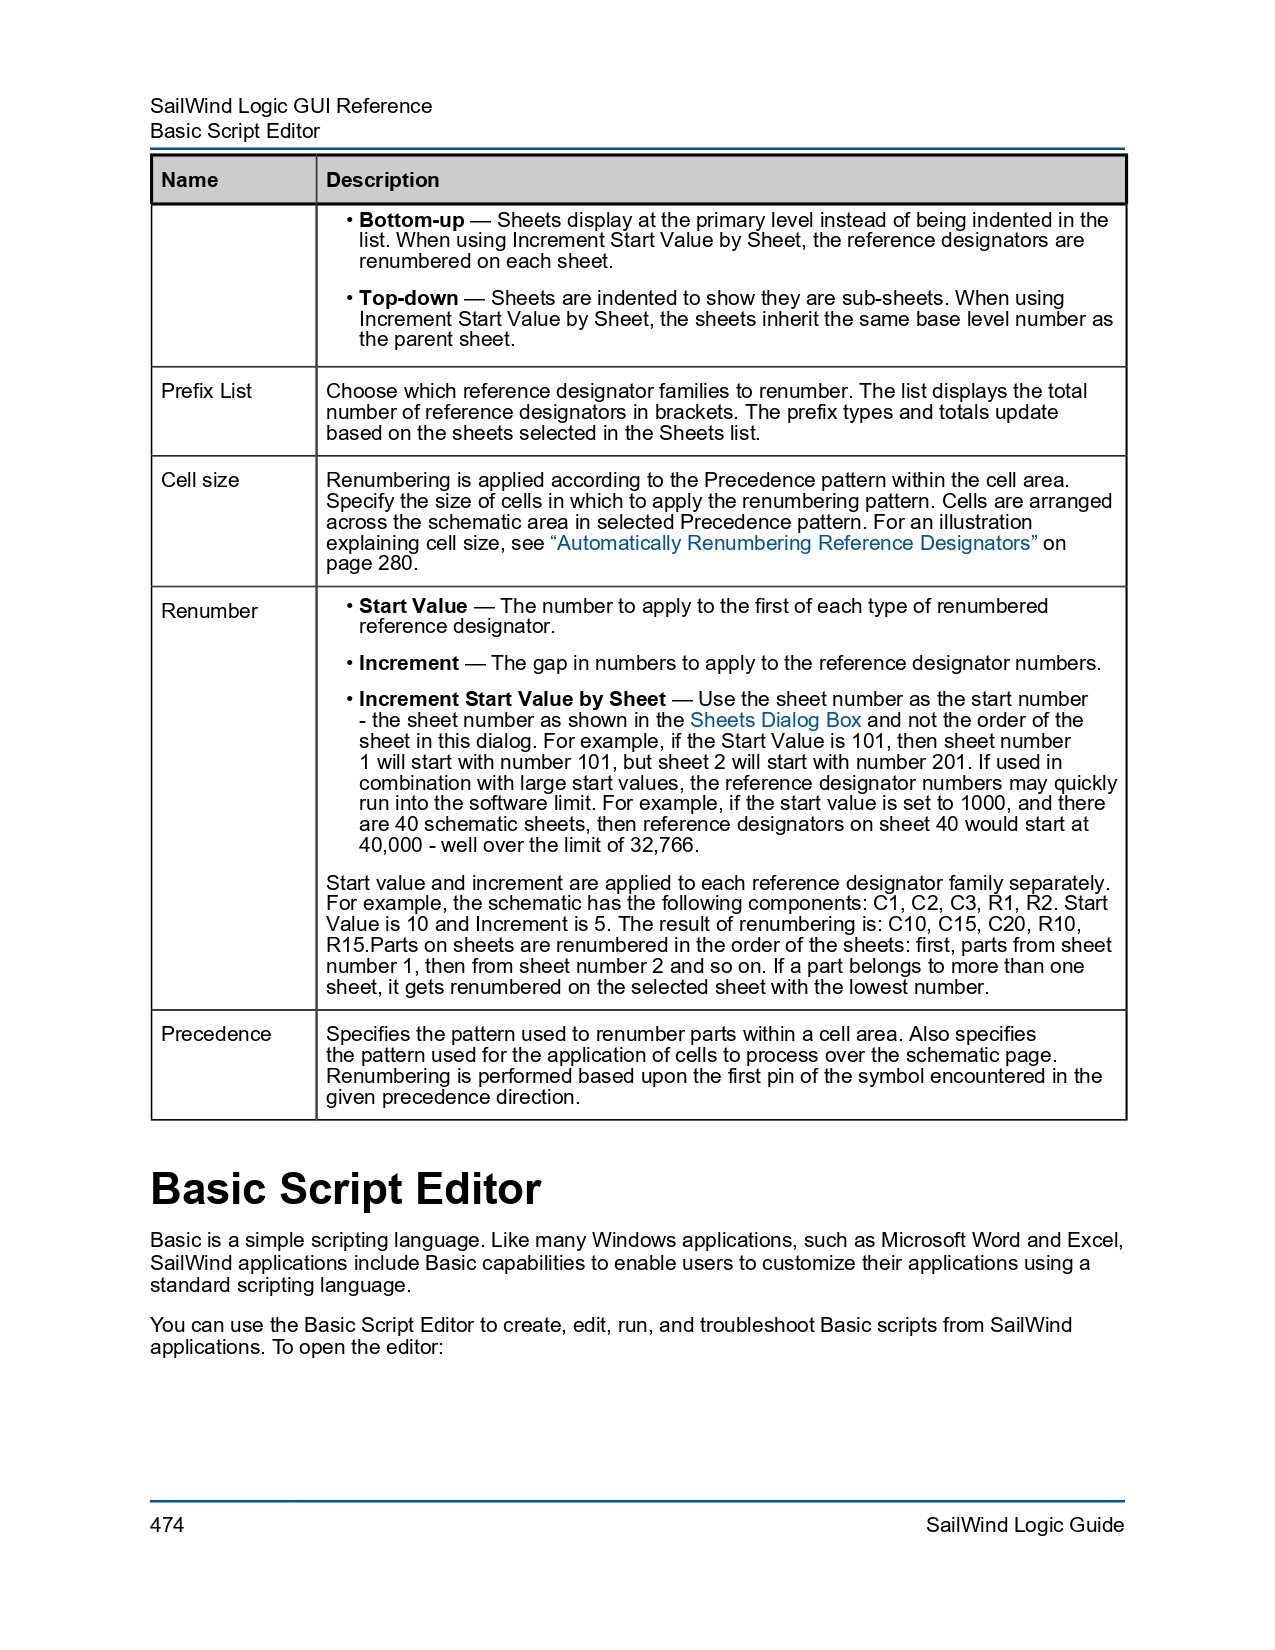 SailWind Logic GUI Reference
Basic Script Editor
Name Description
• Bottom-up — Sheets display at the primary level instead of being indented in the
list. When using Increment Start Value by Sheet, the reference designators are
renumbered on each sheet.
• Top-down — Sheets are indented to show they are sub-sheets. When using
Increment Start Value by Sheet, the sheets inherit the same base level number as
the parent sheet.
Prefix List Choose which reference designator families to renumber. The list displays the total
number of reference designators in brackets. The prefix types and totals update
based on the sheets selected in the Sheets list.
Cell size Renumbering is applied according to the Precedence pattern within the cell area.
Specify the size of cells in which to apply the renumbering pattern. Cells are arranged
across the schematic area in selected Precedence pattern. For an illustration
explaining cell size, see “Automatically Renumbering Reference Designators” on
page 280.
Renumber • Start Value — The number to apply to the first of each type of renumbered
reference designator.
• Increment — The gap in numbers to apply to the reference designator numbers.
• Increment Start Value by Sheet — Use the sheet number as the start number
- the sheet number as shown in the Sheets Dialog Box and not the order of the
sheet in this dialog. For example, if the Start Value is 101, then sheet number
1 will start with number 101, but sheet 2 will start with number 201. If used in
combination with large start values, the reference designator numbers may quickly
run into the software limit. For example, if the start value is set to 1000, and there
are 40 schematic sheets, then reference designators on sheet 40 would start at
40,000 - well over the limit of 32,766.
Start value and increment are applied to each reference designator family separately.
For example, the schematic has the following components: C1, C2, C3, R1, R2. Start
Value is 10 and Increment is 5. The result of renumbering is: C10, C15, C20, R10,
R15.Parts on sheets are renumbered in the order of the sheets: first, parts from sheet
number 1, then from sheet number 2 and so on. If a part belongs to more than one
sheet, it gets renumbered on the selected sheet with the lowest number.
Precedence Specifies the pattern used to renumber parts within a cell area. Also specifies
the pattern used for the application of cells to process over the schematic page.
Renumbering is performed based upon the first pin of the symbol encountered in the
given precedence direction.
Basic Script Editor
Basic is a simple scripting language. Like many Windows applications, such as Microsoft Word and Excel,
SailWind applications include Basic capabilities to enable users to customize their applications using a
standard scripting language.
You can use the Basic Script Editor to create, edit, run, and troubleshoot Basic scripts from SailWind
applications. To open the editor:
474 SailWind Logic Guide